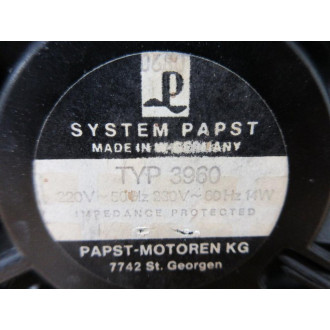 SYSTEM PAPST
MADE IN W-GERMANY
TYP 3960
220V~50Hz 230V~60Hz 14W
IMPEDANCE PROTECTED
PAPST-MOTOREN KG
7742 St. Georgen